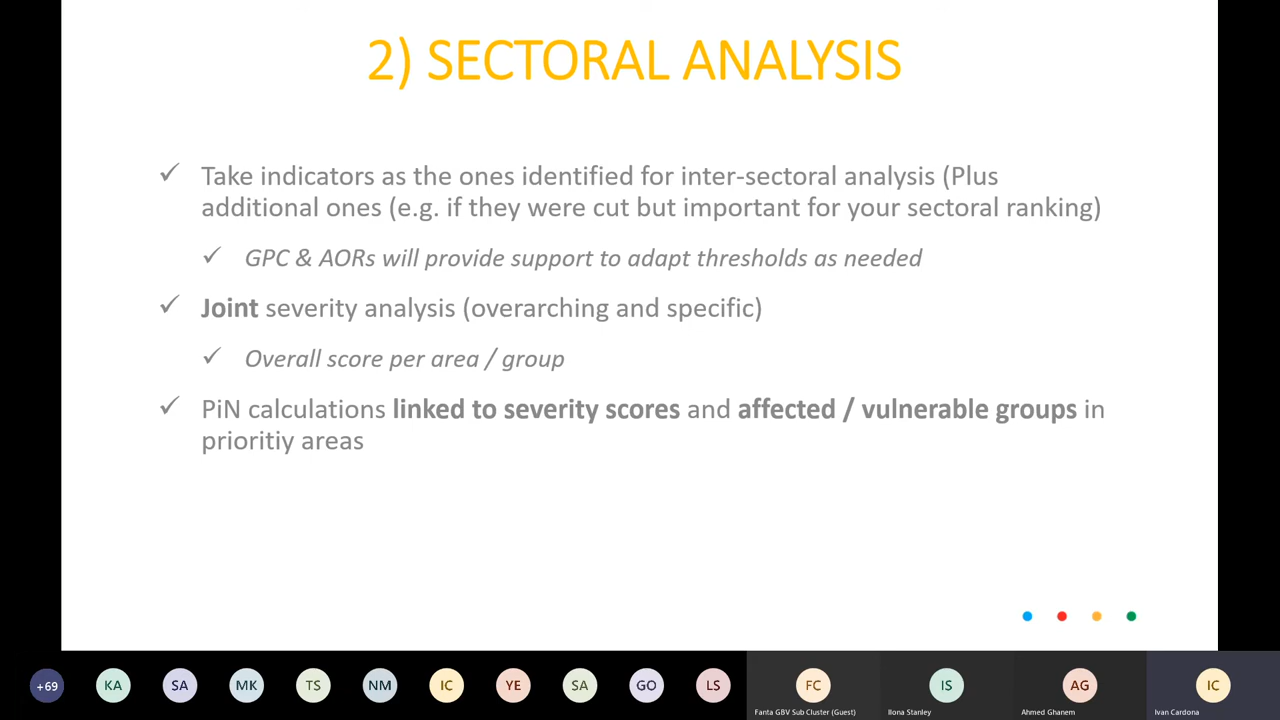 2) SECTORAL ANALYSIS
✓ Take indicators as the ones identified for inter-sectoral analysis (Plus
additional ones (e.g. if they were cut but important for your sectoral ranking)
✓ GPC & AORs will provide support to adapt thresholds as needed
✓ Joint severity analysis (overarching and specific)
✓ Overall score per area / group
✓ PiN calculations linked to severity scores and affected / vulnerable groups in
prioritiy areas
+69 KA SA MK TS NM IC YE SA GO LS FC IS AG IC
Fanta GBV Sub Cluster (Guest) Ilona Stanley Ahmed Ghanem Ivan Cardona